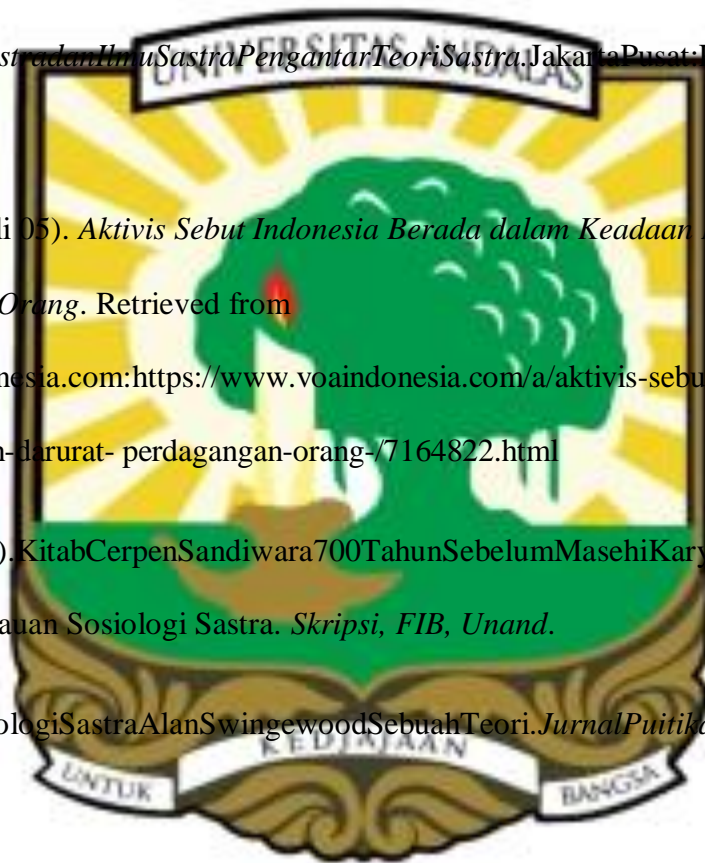 UNIVERSITAS ANDALAS
stradanIlmuSastraPengantarTeoriSastra.JakartaPusat:
li 05). Aktivis Sebut Indonesia Berada dalam Keadaan
Orang. Retrieved from
nesia.com:https://www.voaindonesia.com/a/aktivis-sebu
-darurat- perdagangan-orang-/7164822.html
).KitabCerpenSandiwara700TahunSebelumMasehiKary
auan Sosiologi Sastra. Skripsi, FIB, Unand.
ologiSastraAlanSwingewoodSebuahTeori.JurnalPuitika
KEDJAJAAN
UNTUK BANGSA